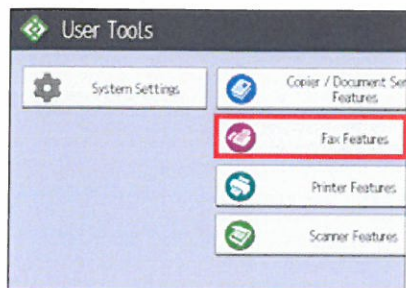 User Tools
System Settings
Copier / Document Ser
Features
Fax Features
Printer Features
Scanner Features